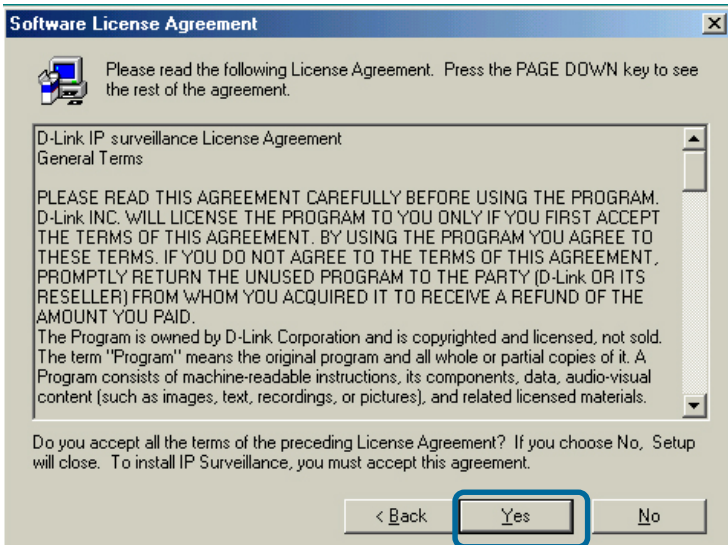 Software License Agreement
Please read the following License Agreement. Press the PAGE DOWN key to see
the rest of the agreement.
D-Link IP surveillance License Agreement
General Terms
PLEASE READ THIS AGREEMENT CAREFULLY BEFORE USING THE PROGRAM.
D-Link INC. WILL LICENSE THE PROGRAM TO YOU ONLY IF YOU FIRST ACCEPT
THE TERMS OF THIS AGREEMENT. BY USING THE PROGRAM YOU AGREE TO
THESE TERMS. IF YOU DO NOT AGREE TO THE TERMS OF THIS AGREEMENT,
PROMPTLY RETURN THE UNUSED PROGRAM TO THE PARTY (D-Link OR ITS
RESELLER) FROM WHOM YOU ACQUIRED IT TO RECEIVE A REFUND OF THE
AMOUNT YOU PAID.
The Program is owned by D-Link Corporation and is copyrighted and licensed, not sold.
The term "Program" means the original program and all whole or partial copies of it. A
Program consists of machine-readable instructions, its components, data, audio-visual
content (such as images, text, recordings, or pictures), and related licensed materials.
Do you accept all the terms of the preceding License Agreement? If you choose No, Setup
will close. To install IP Surveillance, you must accept this agreement.
< Back
Yes
No